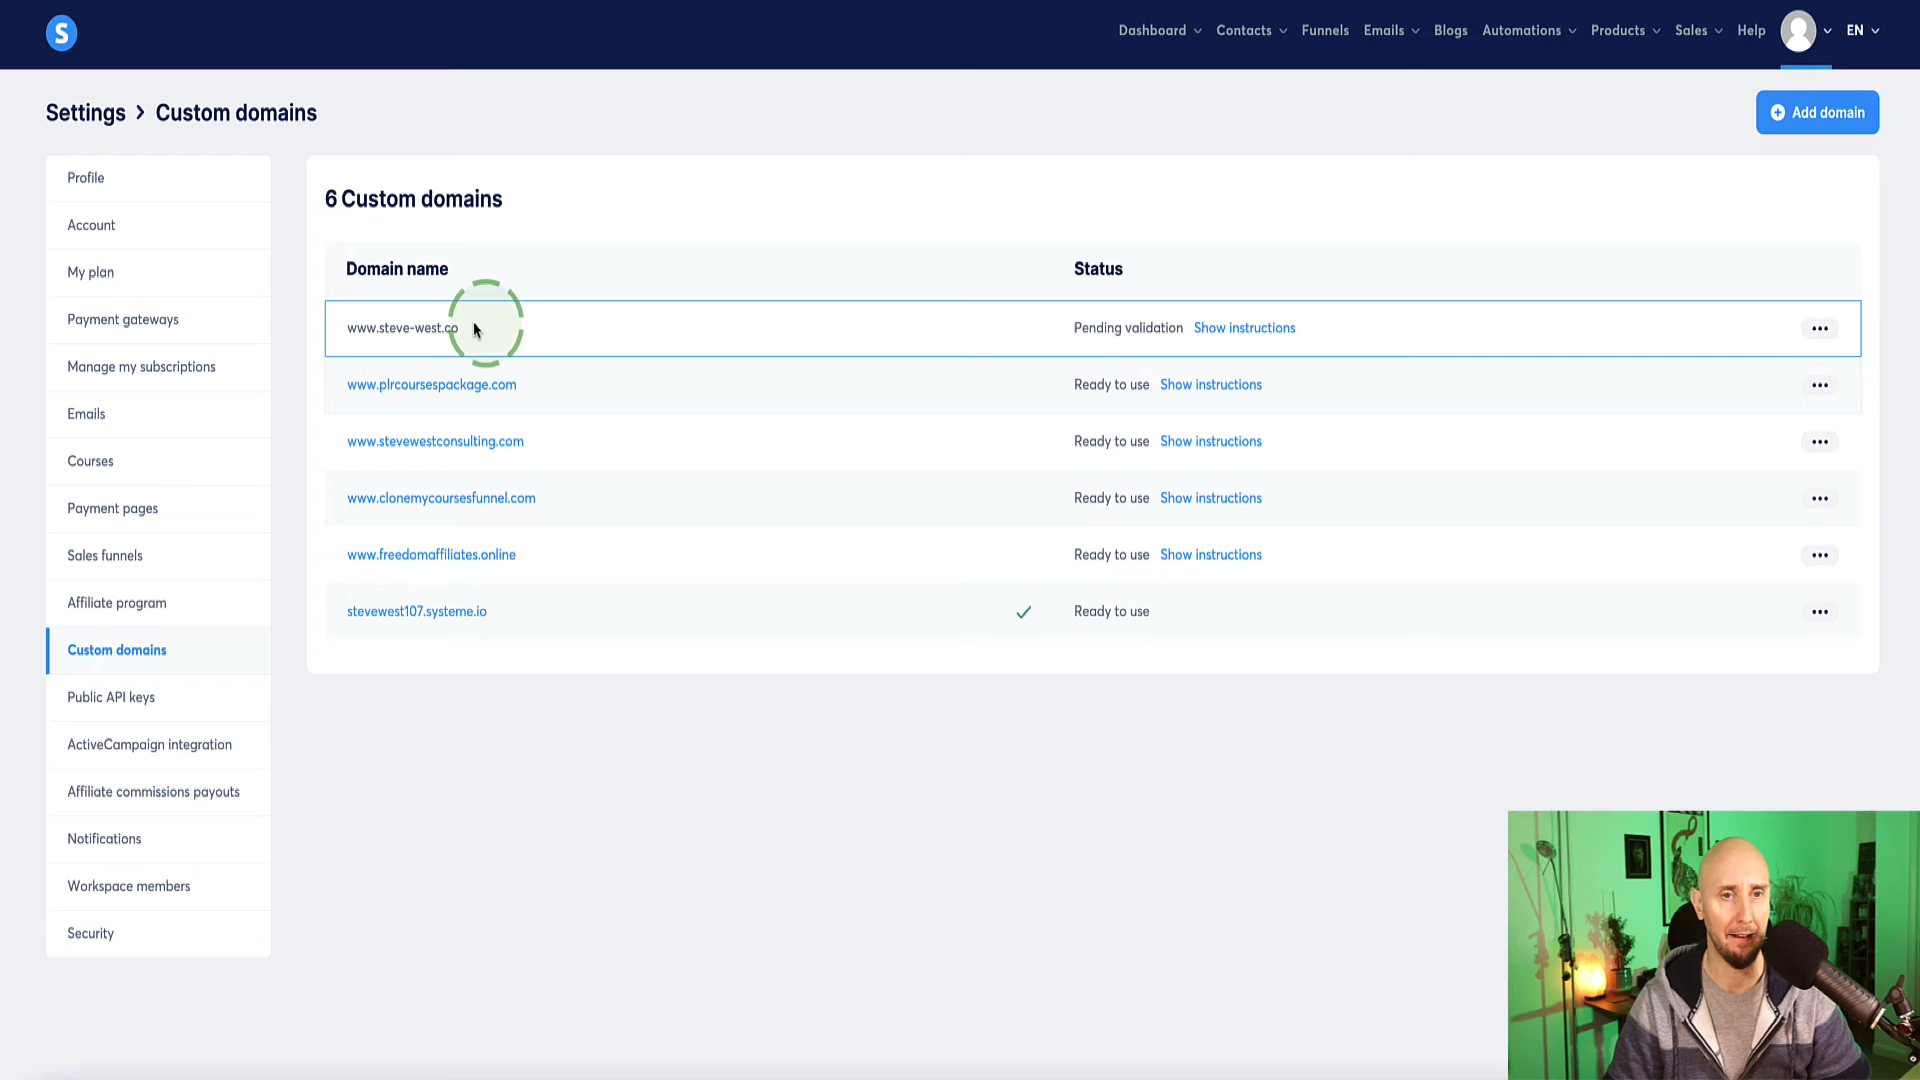 S
Dashboard Contacts Funnels Emails Blogs Automations Products Sales Help EN
Settings > Custom domains
Add domain
Profile
Account
My plan
Payment gateways
Manage my subscriptions
Emails
Courses
Payment pages
Sales funnels
Affiliate program
Custom domains
Public API keys
ActiveCampaign integration
Affiliate commissions payouts
Notifications
Workspace members
Security
6 Custom domains
Domain name Status
www.steve-west.co Pending validation Show instructions
www.plrcoursespackage.com Ready to use Show instructions
www.stevewestconsulting.com Ready to use Show instructions
www.clonemycoursesfunnel.com Ready to use Show instructions
www.freedomaffiliates.online Ready to use Show instructions
stevewest107.systeme.io Ready to use